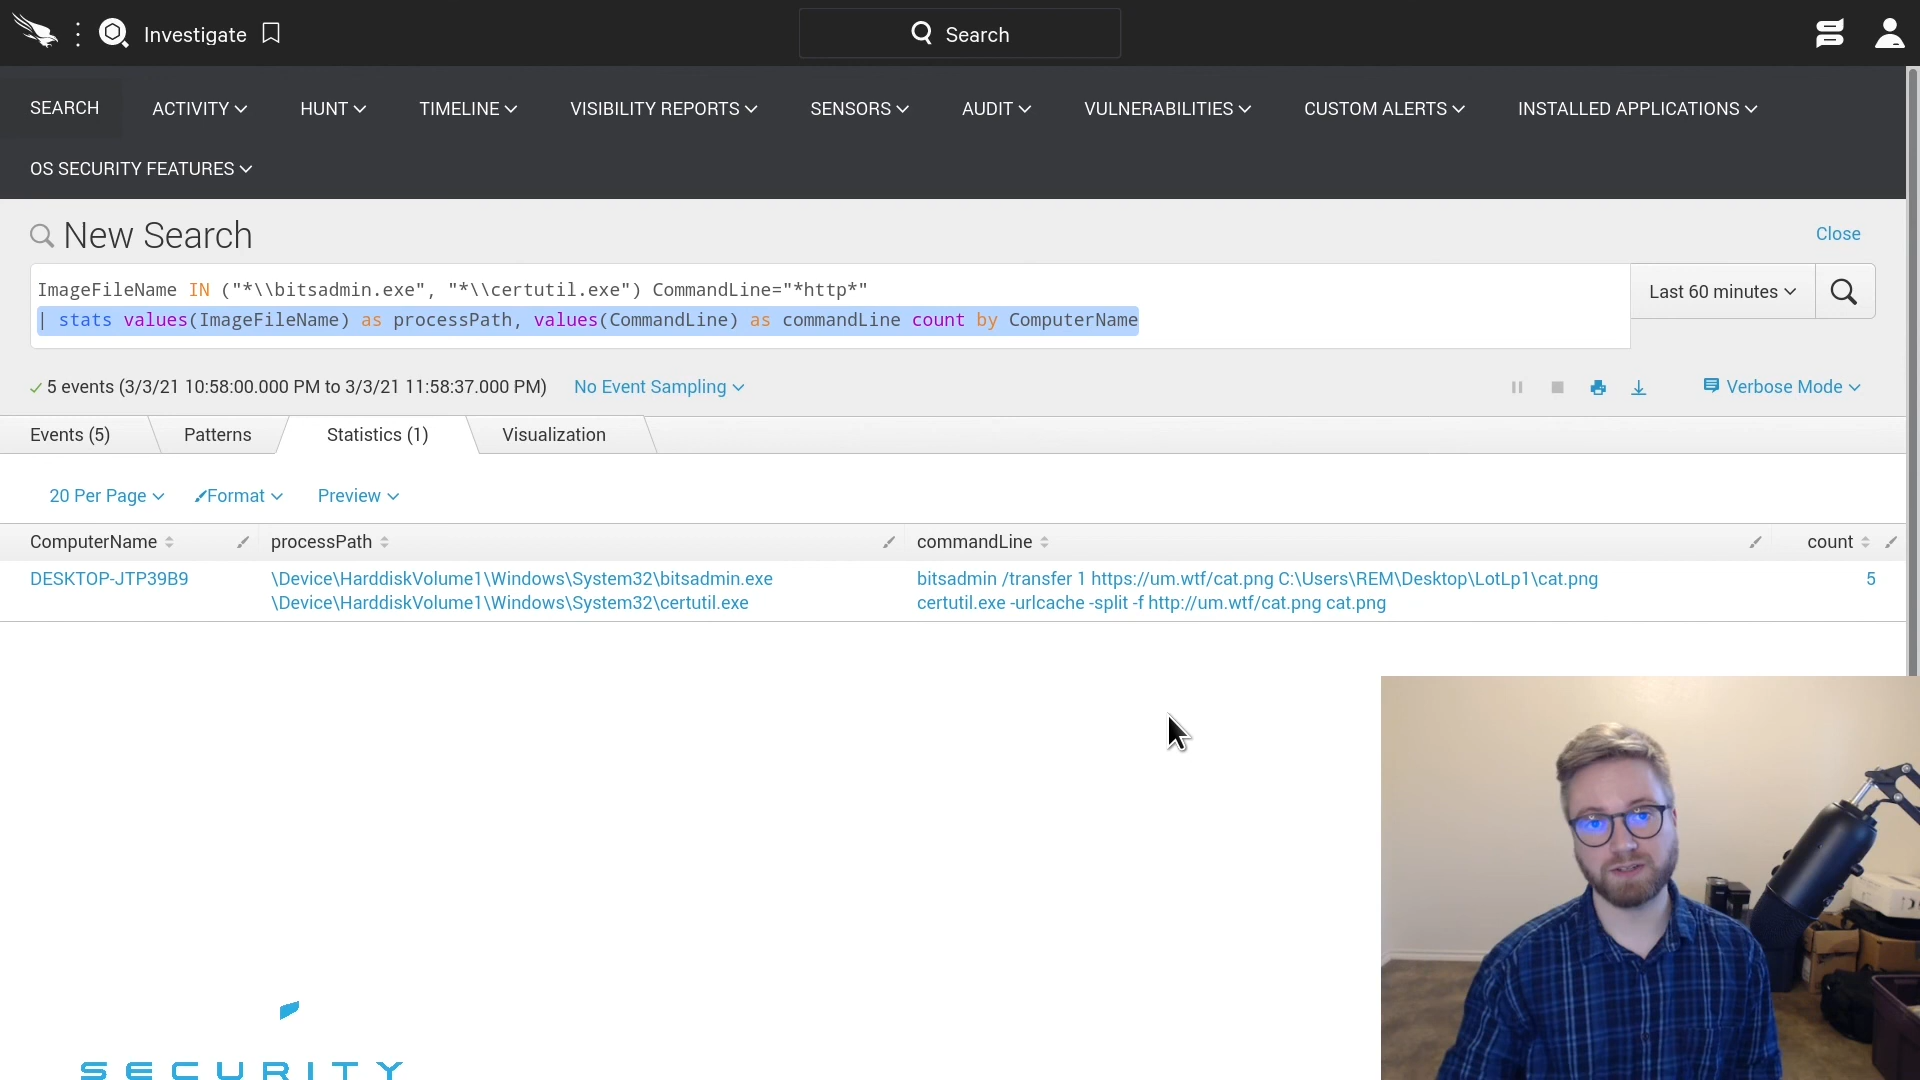 Investigate
Search
SEARCH
ACTIVITY
HUNT
TIMELINE
VISIBILITY REPORTS
SENSORS
AUDIT
VULNERABILITIES
CUSTOM ALERTS
INSTALLED APPLICATIONS
OS SECURITY FEATURES
New Search
Close
ImageFileName IN ("*\\bitsadmin.exe", "*\\certutil.exe") CommandLine="*http*"
| stats values(ImageFileName) as processPath, values(CommandLine) as commandLine count by ComputerName
Last 60 minutes
5 events (3/3/21 10:58:00.000 PM to 3/3/21 11:58:37.000 PM)
No Event Sampling
Verbose Mode
Events (5)
Patterns
Statistics (1)
Visualization
20 Per Page
Format
Preview
ComputerName
processPath
commandLine
count
DESKTOP-JTP39B9
\Device\HarddiskVolume1\Windows\System32\bitsadmin.exe
\Device\HarddiskVolume1\Windows\System32\certutil.exe
bitsadmin /transfer 1 https://um.wtf/cat.png C:\Users\REM\Desktop\LotLp1\cat.png
certutil.exe -urlcache -split -f http://um.wtf/cat.png cat.png
5
SECURITY